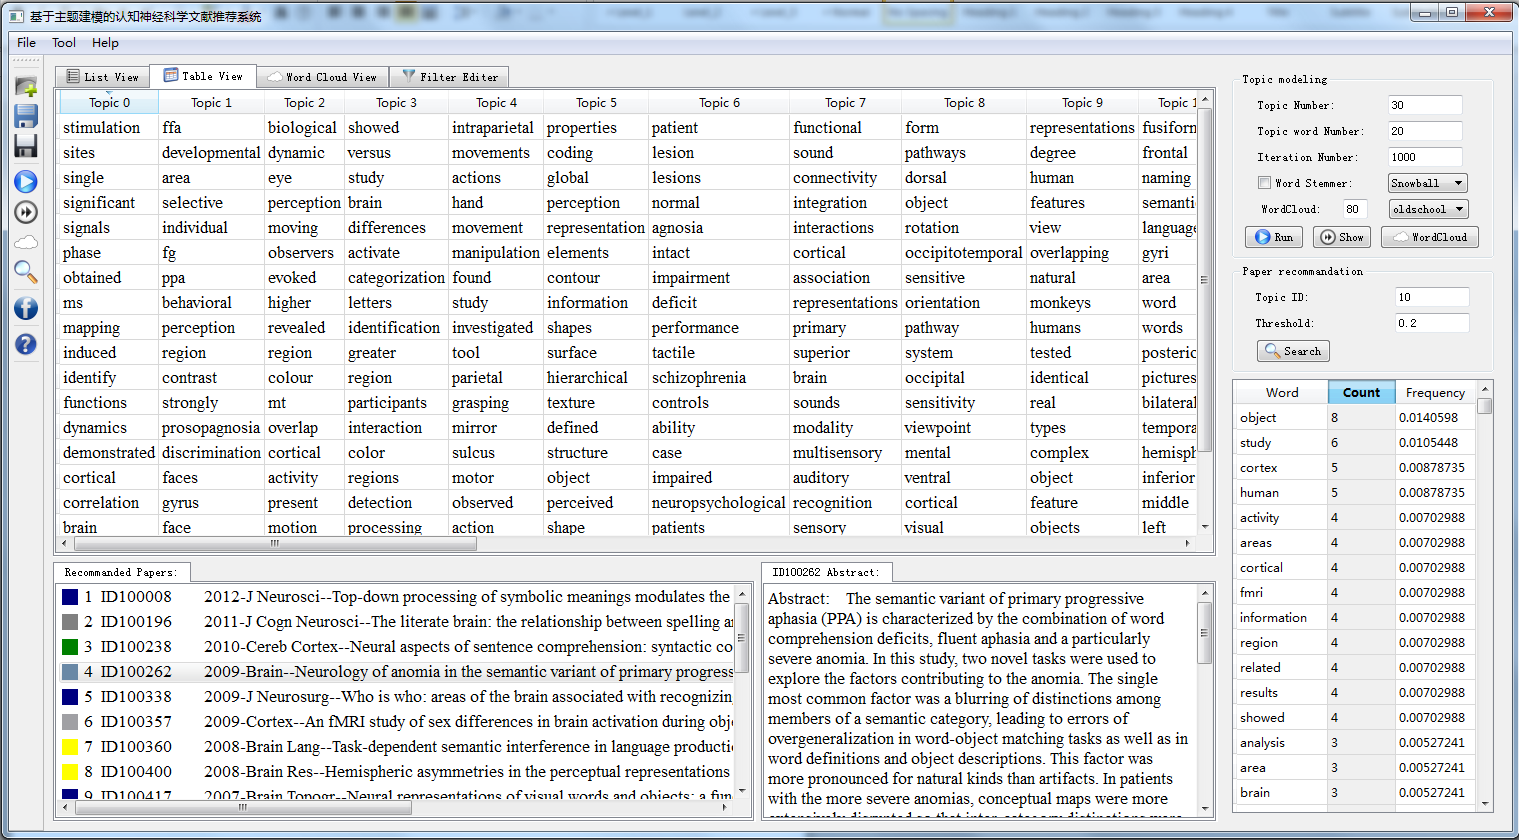 基于主题建模的认知神经科学文献推荐系统
File Tool Help
List View Table View Word Cloud View Filter Editer
Topic 0 Topic 1 Topic 2 Topic 3 Topic 4 Topic 5 Topic 6 Topic 7 Topic 8 Topic 9 Topic 1
stimulation ffa biological showed intraparietal properties patient functional form representations fusiforn
sites developmental dynamic versus movements coding lesion sound pathways degree frontal
single area eye study actions global lesions connectivity dorsal human naming
significant selective perception brain hand perception normal integration object features semanti
signals individual moving differences movement representation agnosia interactions rotation view language
phase fg observers activate manipulation elements intact cortical occipitotemporal overlapping gyri
obtained ppa evoked categorization found contour impairment association sensitive natural area
ms behavioral higher letters study information deficit representations orientation monkeys word
mapping perception revealed identification investigated shapes performance primary pathway humans words
induced region region greater tool surface tactile superior system tested posteric
identify contrast colour region parietal hierarchical schizophrenia brain occipital identical pictures
functions strongly mt participants grasping texture controls sounds sensitivity real bilateral
dynamics prosopagnosia overlap interaction mirror defined ability modality viewpoint types tempora
demonstrated discrimination cortical color sulcus structure case multisensory mental complex hemisph
cortical faces activity regions motor object impaired auditory ventral object inferior
correlation gyrus present detection observed perceived neuropsychological recognition cortical feature middle
brain face motion processing action shape patients sensory visual objects left
Recommanded Papers:
1 ID100008 2012-J Neurosci--Top-down processing of symbolic meanings modulates the
2 ID100196 2011-J Cogn Neurosci--The literate brain: the relationship between spelling an
3 ID100238 2010-Cereb Cortex--Neural aspects of sentence comprehension: syntactic co
4 ID100262 2009-Brain--Neurology of anomia in the semantic variant of primary progress
5 ID100338 2009-J Neurosurg--Who is who: areas of the brain associated with recognizin
6 ID100357 2009-Cortex--An fMRI study of sex differences in brain activation during obj
7 ID100360 2008-Brain Lang--Task-dependent semantic interference in language producti
8 ID100400 2008-Brain Res--Hemispheric asymmetries in the perceptual representations
9 ID100417 2007-Brain Topogr--Neural representations of visual words and objects: a fun
ID100262 Abstract:
Abstract: The semantic variant of primary progressive
aphasia (PPA) is characterized by the combination of word
comprehension deficits, fluent aphasia and a particularly
severe anomia. In this study, two novel tasks were used to
explore the factors contributing to the anomia. The single
most common factor was a blurring of distinctions among
members of a semantic category, leading to errors of
overgeneralization in word-object matching tasks as well as in
word definitions and object descriptions. This factor was
more pronounced for natural kinds than artifacts. In patients
with the more severe anomias, conceptual maps were more
extensively disrupted so that inter-category distinctions were
Topic modeling
Topic Number: 30
Topic word Number: 20
Iteration Number: 1000
Word Stemmer: Snowball
WordCloud: 80 oldschool
Run Show WordCloud
Paper recommandation
Topic ID: 10
Threshold: 0.2
Search
Word Count Frequency
object 8 0.0140598
study 6 0.0105448
cortex 5 0.00878735
human 5 0.00878735
activity 4 0.00702988
areas 4 0.00702988
cortical 4 0.00702988
fmri 4 0.00702988
information 4 0.00702988
region 4 0.00702988
related 4 0.00702988
results 4 0.00702988
showed 4 0.00702988
analysis 3 0.00527241
area 3 0.00527241
brain 3 0.00527241